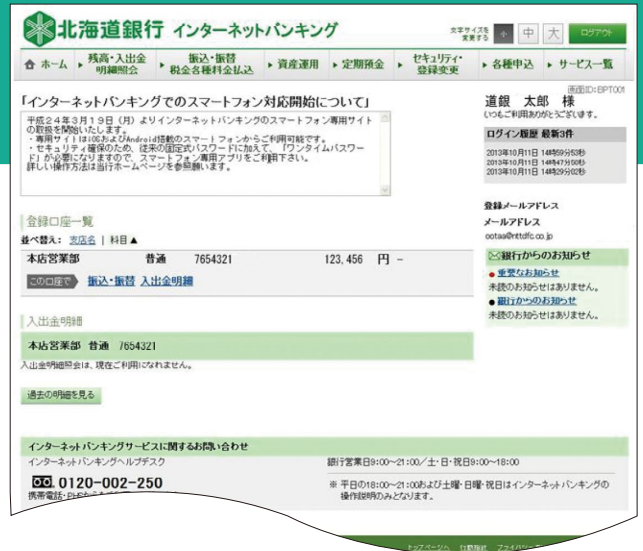 北海道銀行 インターネットバンキング
文字サイズを変更する 小 中 大 ログアウト
ホーム 残高・入出金明細照会 振込・振替 税金各種料金払込 資産運用 定期預金 セキュリティ・登録変更 各種申込 サービス一覧
画面ID:EPT001
「インターネットバンキングでのスマートフォン対応開始について」
平成24年3月19日(月)よりインターネットバンキングのスマートフォン専用サイト
の取扱を開始いたします。
・専用サイトはiOSおよびAndroid搭載のスマートフォンからご利用可能です。
・セキュリティ確保のため、従来の固定式パスワードに加えて、「ワンタイムパスワー
ド」が必要になりますので、スマートフォン専用アプリをご利用下さい。
詳しい操作方法は当行ホームページを参照願います。
道銀 太郎 様
いつもご利用ありがとうございます。
ログイン履歴 最新3件
2013年10月11日 14時59分53秒
2013年10月11日 14時47分50秒
2013年10月11日 14時29分02秒
登録メールアドレス
メールアドレス
ootaa@nttdfc.co.jp
銀行からのお知らせ
●重要なお知らせ
未読のお知らせはありません。
●銀行からのお知らせ
未読のお知らせはありません。
登録口座一覧
並べ替え: 支店名 | 科目▲
本店営業部 普通 7654321 123,456 円 -
この口座で 振込・振替 入出金明細
入出金明細
本店営業部 普通 7654321
入出金明細照会は、現在ご利用になれません。
過去の明細を見る
インターネットバンキングサービスに関するお問い合わせ
インターネットバンキングヘルプデスク
0120-002-250
銀行営業日9:00~21:00/土・日・祝日9:00~18:00
※ 平日の18:00~21:00および土曜・日曜・祝日はインターネットバンキングの
操作説明のみとなります。